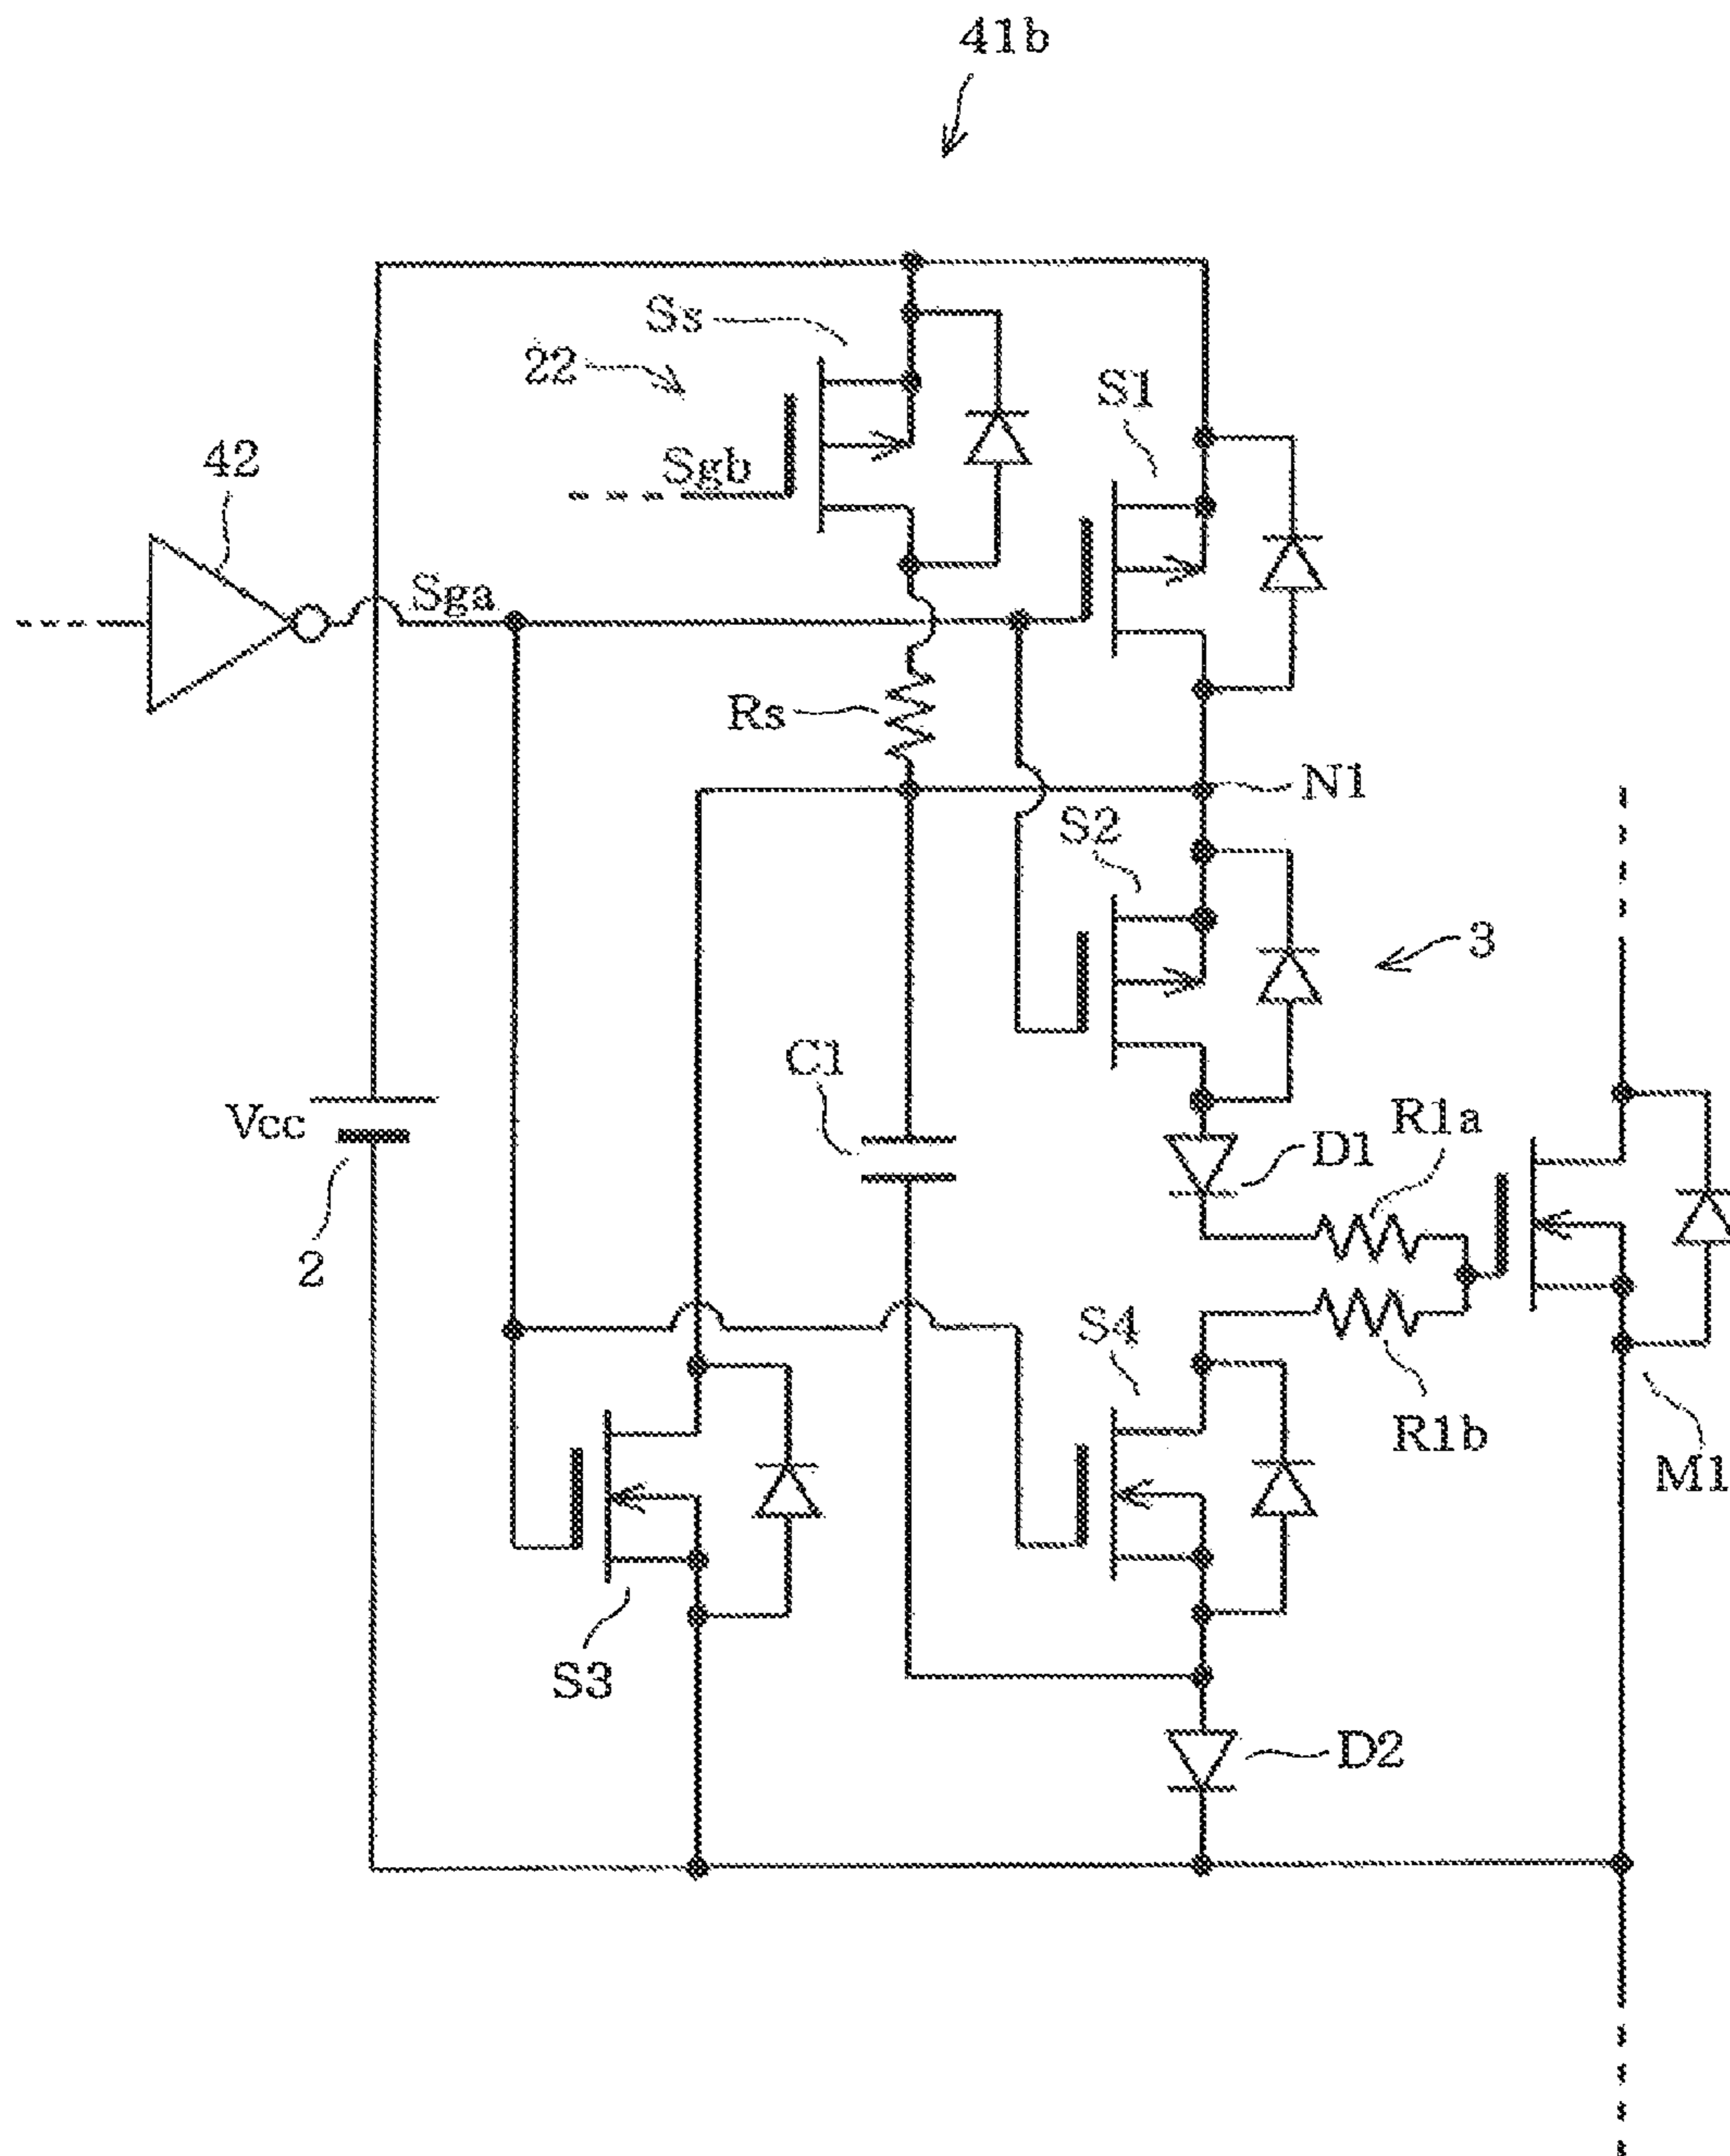 41b
Ss
22
S1
42
Sgb
Sga
Rs
N1
S2
3
C1
Vcc
R1a
D1
2
S4
R1b
M1
S3
D2